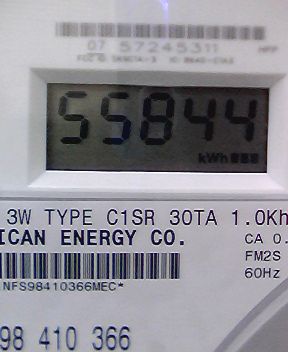 07 57245311
55844
kWh
3W TYPE C1SR 30TA 1.0Kh
ICAN ENERGY CO.
CA 0.
FM2S
NFS98410366MEC*
60Hz
98 410 366